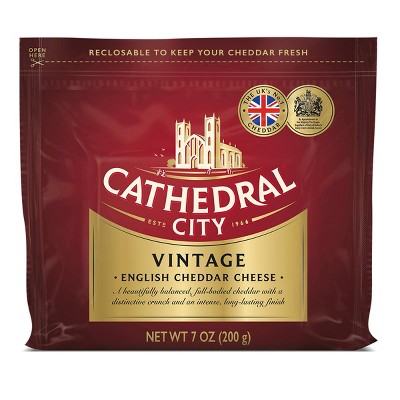 OPEN
HERE
RECLOSABLE TO KEEP YOUR CHEDDAR FRESH
THE UK'S No.1
CHEDDAR
CATHEDRAL
ESTD 1966
CITY
VINTAGE
• ENGLISH CHEDDAR CHEESE •
A beautifully balanced, full-bodied cheddar with a
distinctive crunch and an intense, long-lasting finish
NET WT 7 OZ (200 g)